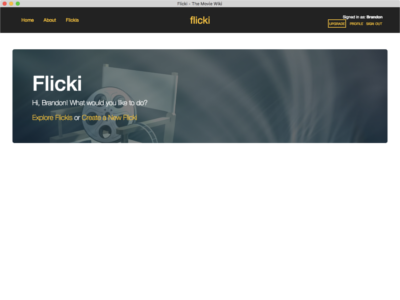 Flicki - The Movie Wiki
Home About Flickis
flicki
Signed in as: Brandon
UPGRADE PROFILE SIGN OUT
Flicki
Hi, Brandon! What would you like to do?
Explore Flickis or Create a New Flicki